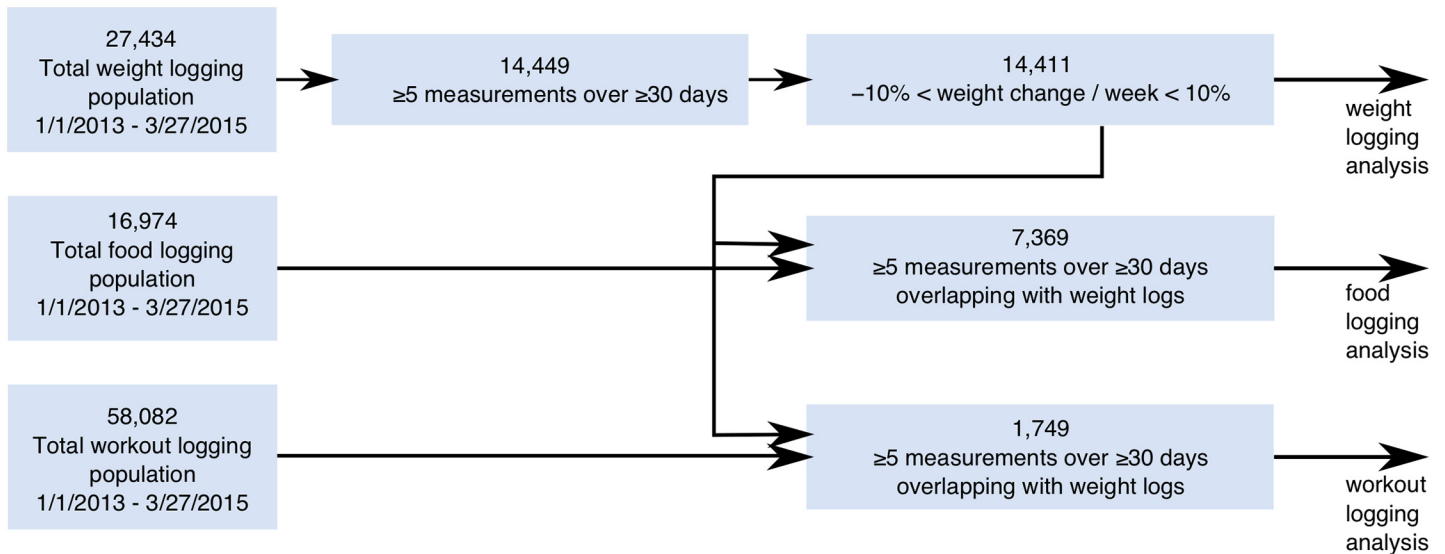 27,434
Total weight logging
population
1/1/2013 - 3/27/2015
14,449
≥5 measurements over ≥30 days
14,411
−10% < weight change / week < 10%
weight
logging
analysis
16,974
Total food logging
population
1/1/2013 - 3/27/2015
7,369
≥5 measurements over ≥30 days
overlapping with weight logs
food
logging
analysis
58,082
Total workout logging
population
1/1/2013 - 3/27/2015
1,749
≥5 measurements over ≥30 days
overlapping with weight logs
workout
logging
analysis